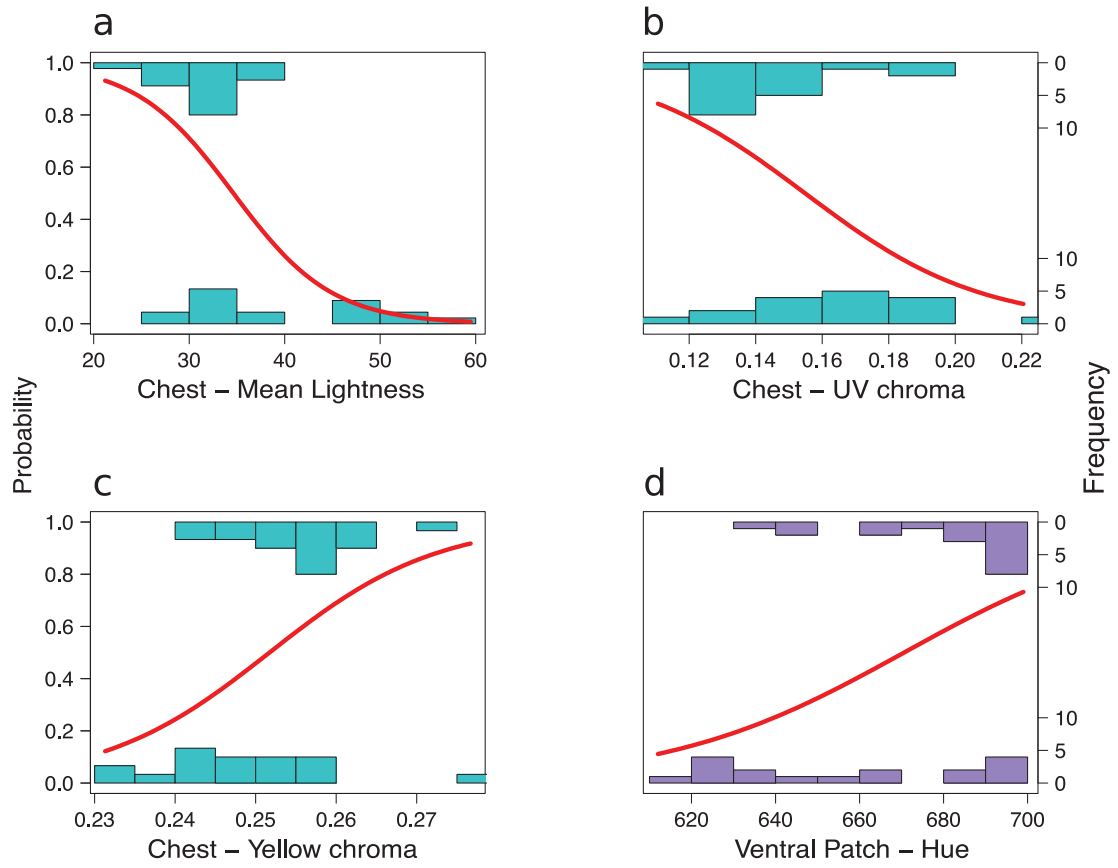 a
b
1.0
0.8
0.6
0.4
0.2
0.0
0
5
10
10
5
0
20 30 40 50 60
0.12 0.14 0.16 0.18 0.20 0.22
Chest – Mean Lightness
Chest – UV chroma
Probability
Frequency
c
d
1.0
0.8
0.6
0.4
0.2
0.0
0
5
10
10
5
0
0.23 0.24 0.25 0.26 0.27
620 640 660 680 700
Chest – Yellow chroma
Ventral Patch – Hue